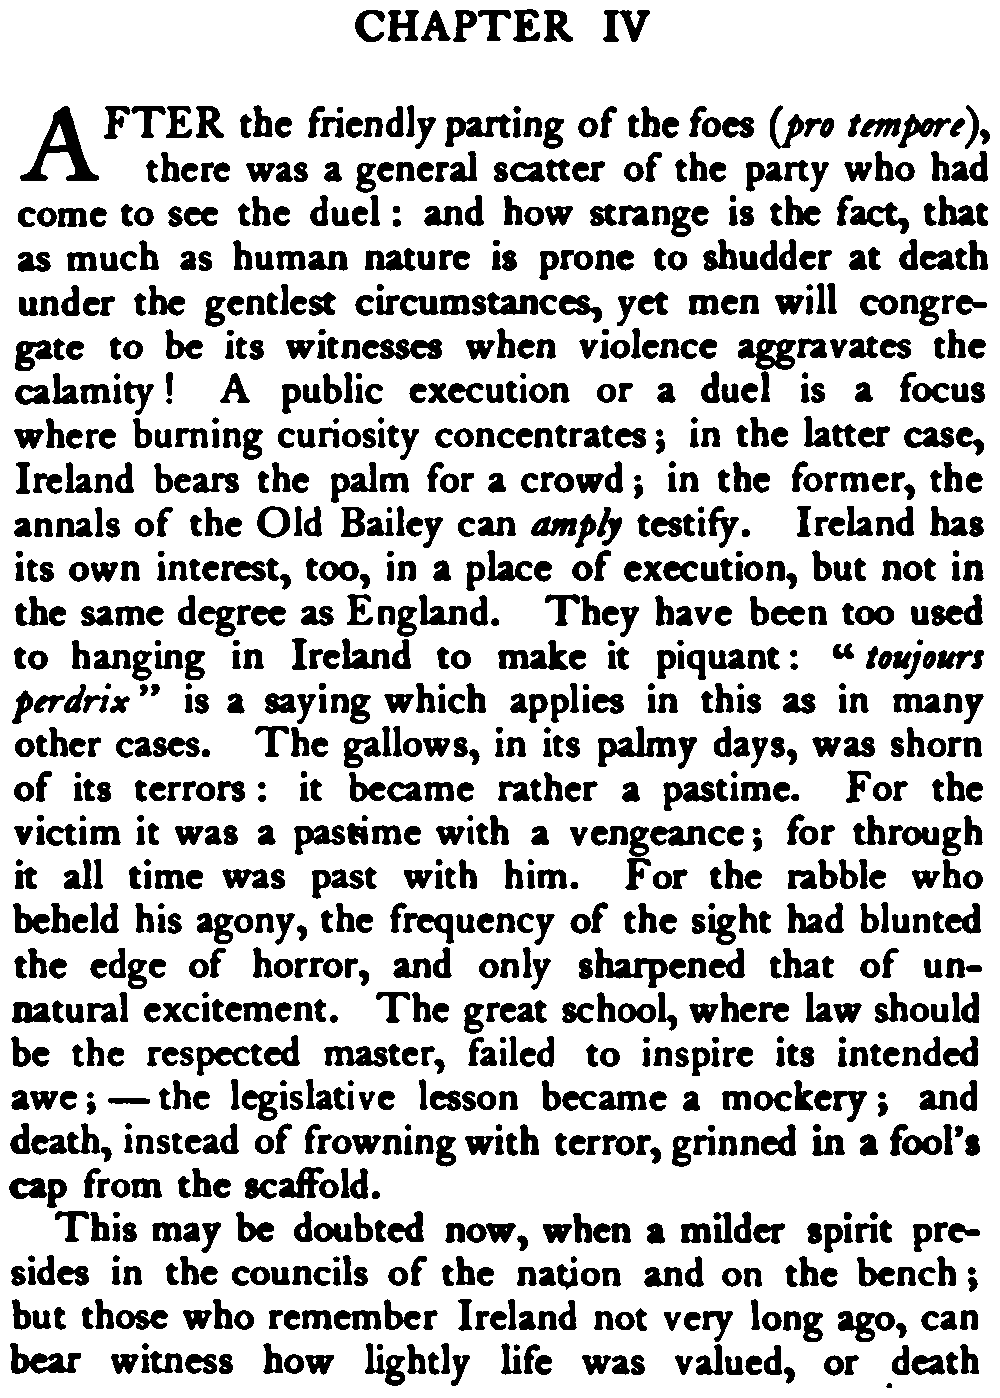 CHAPTER IV
AFTER the friendly parting of the foes (pro tempore),
there was a general scatter of the party who had
come to see the duel : and how strange is the fact, that
as much as human nature is prone to shudder at death
under the gentlest circumstances, yet men will congre-
gate to be its witnesses when violence aggravates the
calamity ! A public execution or a duel is a focus
where burning curiosity concentrates ; in the latter case,
Ireland bears the palm for a crowd ; in the former, the
annals of the Old Bailey can amply testify. Ireland has
its own interest, too, in a place of execution, but not in
the same degree as England. They have been too used
to hanging in Ireland to make it piquant : “ toujours
perdrix ” is a saying which applies in this as in many
other cases. The gallows, in its palmy days, was shorn
of its terrors : it became rather a pastime. For the
victim it was a pastime with a vengeance ; for through
it all time was past with him. For the rabble who
beheld his agony, the frequency of the sight had blunted
the edge of horror, and only sharpened that of un-
natural excitement. The great school, where law should
be the respected master, failed to inspire its intended
awe ; — the legislative lesson became a mockery ; and
death, instead of frowning with terror, grinned in a fool's
cap from the scaffold.
This may be doubted now, when a milder spirit pre-
sides in the councils of the nation and on the bench ;
but those who remember Ireland not very long ago, can
bear witness how lightly life was valued, or death